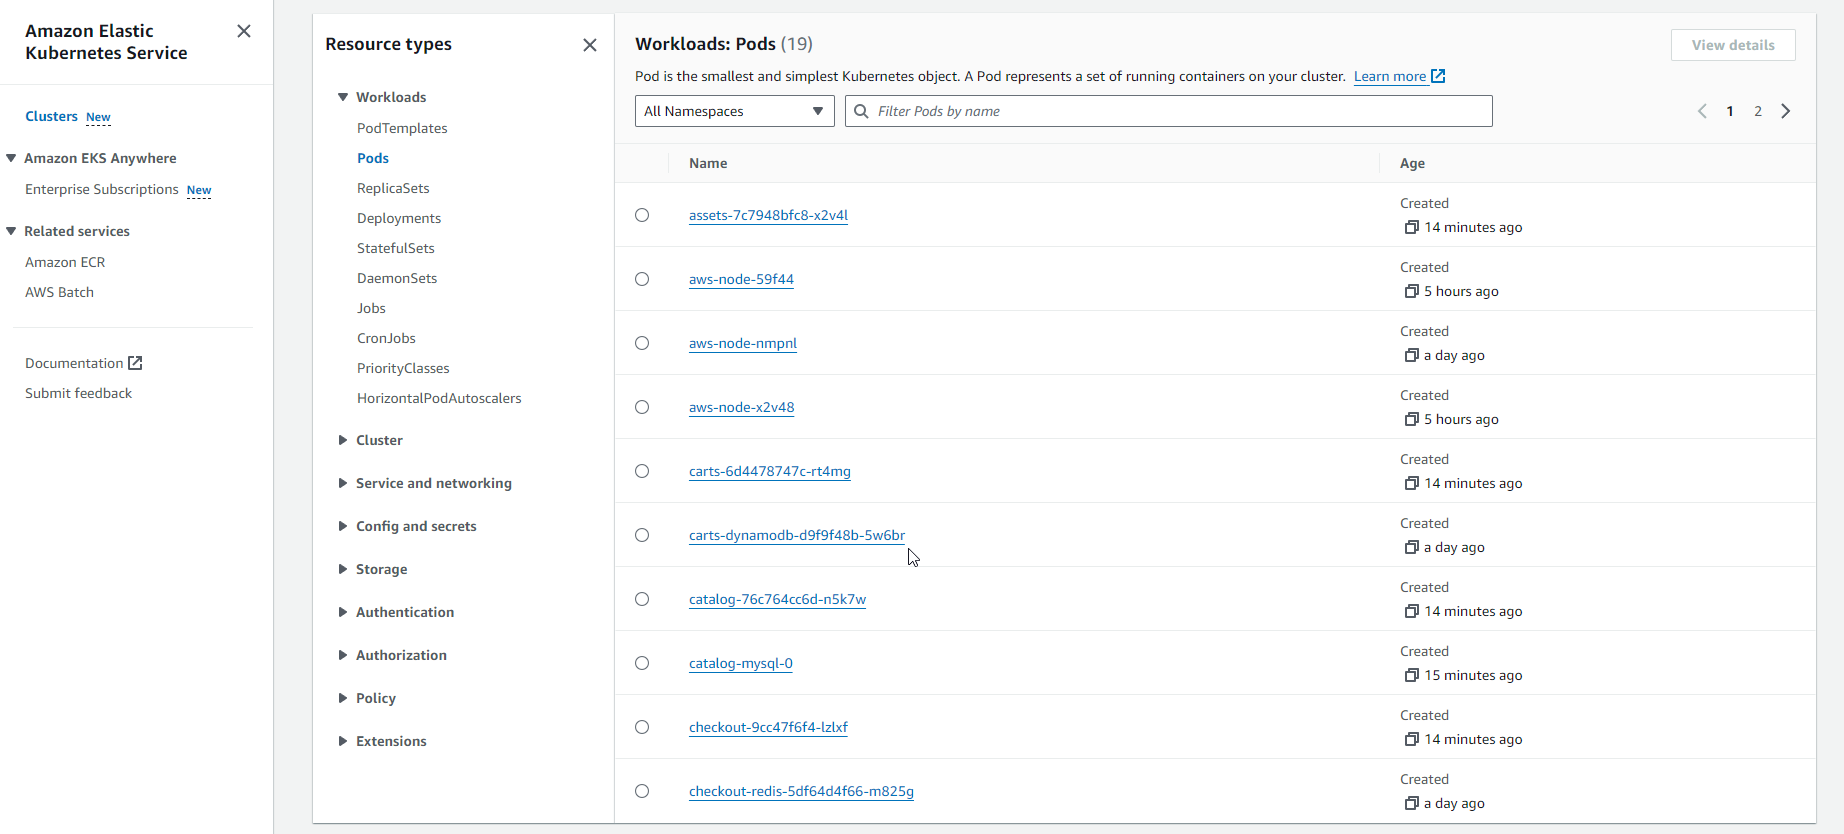 Amazon Elastic
Kubernetes Service
Clusters New
Amazon EKS Anywhere
Enterprise Subscriptions New
Related services
Amazon ECR
AWS Batch
Documentation
Submit feedback
Resource types
Workloads
PodTemplates
Pods
ReplicaSets
Deployments
StatefulSets
DaemonSets
Jobs
CronJobs
PriorityClasses
HorizontalPodAutoscalers
Cluster
Service and networking
Config and secrets
Storage
Authentication
Authorization
Policy
Extensions
Workloads: Pods (19)
View details
Pod is the smallest and simplest Kubernetes object. A Pod represents a set of running containers on your cluster. Learn more
All Namespaces
Filter Pods by name
1 2
Name Age
assets-7c7948bfc8-x2v4l
Created
14 minutes ago
aws-node-59f44
Created
5 hours ago
aws-node-nmpnl
Created
a day ago
aws-node-x2v48
Created
5 hours ago
carts-6d4478747c-rt4mg
Created
14 minutes ago
carts-dynamodb-d9f9f48b-5w6br
Created
a day ago
catalog-76c764cc6d-n5k7w
Created
14 minutes ago
catalog-mysql-0
Created
15 minutes ago
checkout-9cc47f6f4-lzlxf
Created
14 minutes ago
checkout-redis-5df64d4f66-m825g
Created
a day ago